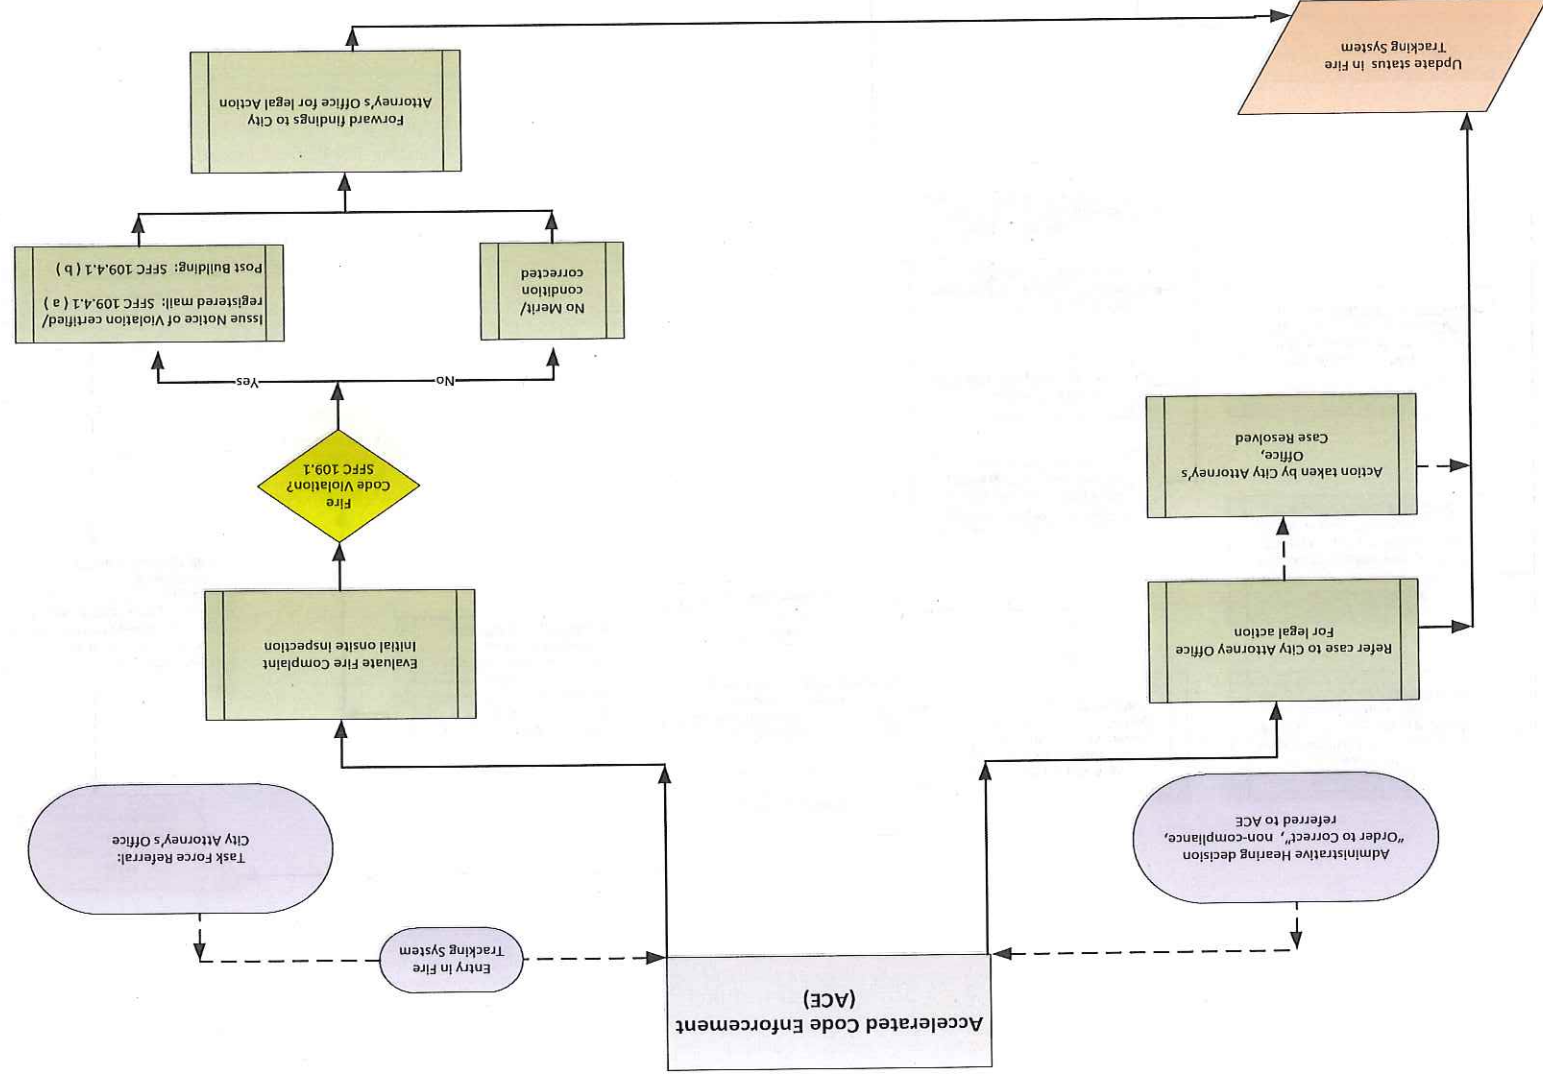 Accelerated Code Enforcement
(ACE)
Administrative Hearing decision
"Order to Correct", non-compliance,
referred to ACE
Entry in Fire
Tracking System
Task Force Referral:
City Attorney's Office
Refer case to City Attorney Office
For legal action
Evaluate Fire Complaint
Initial onsite inspection
Action taken by City Attorney's
Office,
Case Resolved
Fire
Code Violation?
SFFC 109.1
No
Yes
No Merit/
condition
corrected
Issue Notice of Violation certified/
registered mail: SFFC 109.4.1 ( a )
Post Building: SFFC 109.4.1 ( b )
Forward findings to City
Attorney's Office for legal Action
Update status in Fire
Tracking System